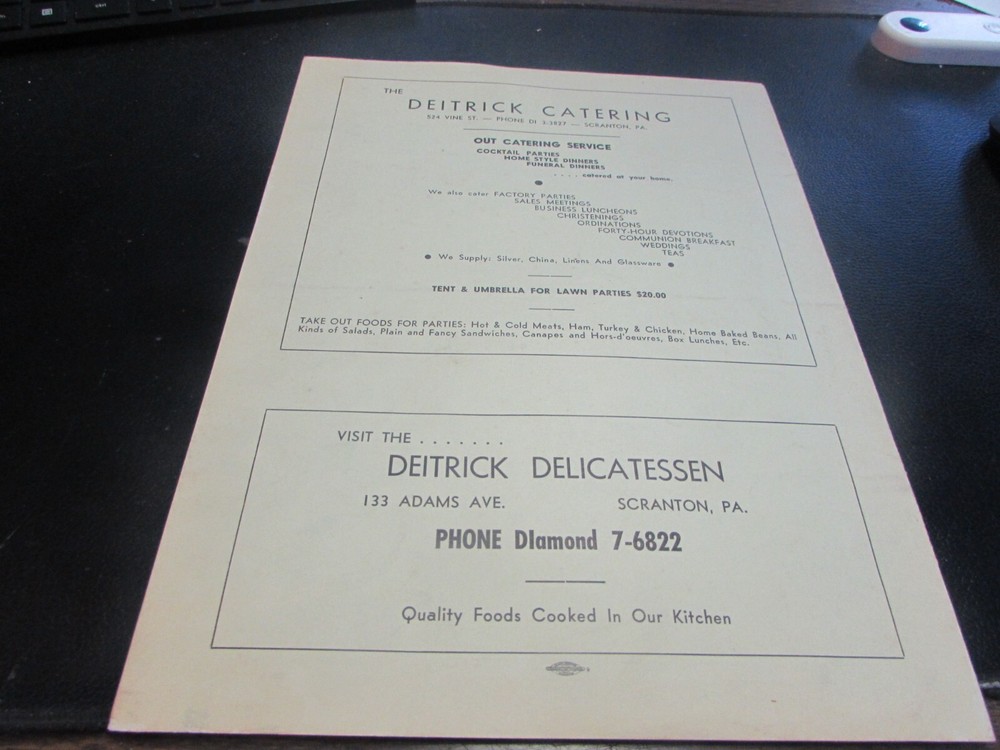 THE
DEITRICK CATERING
524 VINE ST. — PHONE DI 3-3827 — SCRANTON, PA.
OUT CATERING SERVICE
COCKTAIL PARTIES
HOME STYLE DINNERS
FUNERAL DINNERS
. . . . catered at your home.
We also cater FACTORY PARTIES
SALES MEETINGS
BUSINESS LUNCHEONS
CHRISTENINGS
ORDINATIONS
FORTY-HOUR DEVOTIONS
COMMUNION BREAKFAST
WEDDINGS
TEAS
● We Supply: Silver, China, Linens And Glassware ●
TENT & UMBRELLA FOR LAWN PARTIES $20.00
TAKE OUT FOODS FOR PARTIES: Hot & Cold Meats, Ham, Turkey & Chicken, Home Baked Beans, All
Kinds of Salads, Plain and Fancy Sandwiches, Canapes and Hors-d'oeuvres, Box Lunches, Etc.
VISIT THE . . . . . . .
DEITRICK DELICATESSEN
133 ADAMS AVE. SCRANTON, PA.
PHONE DIamond 7-6822
Quality Foods Cooked In Our Kitchen